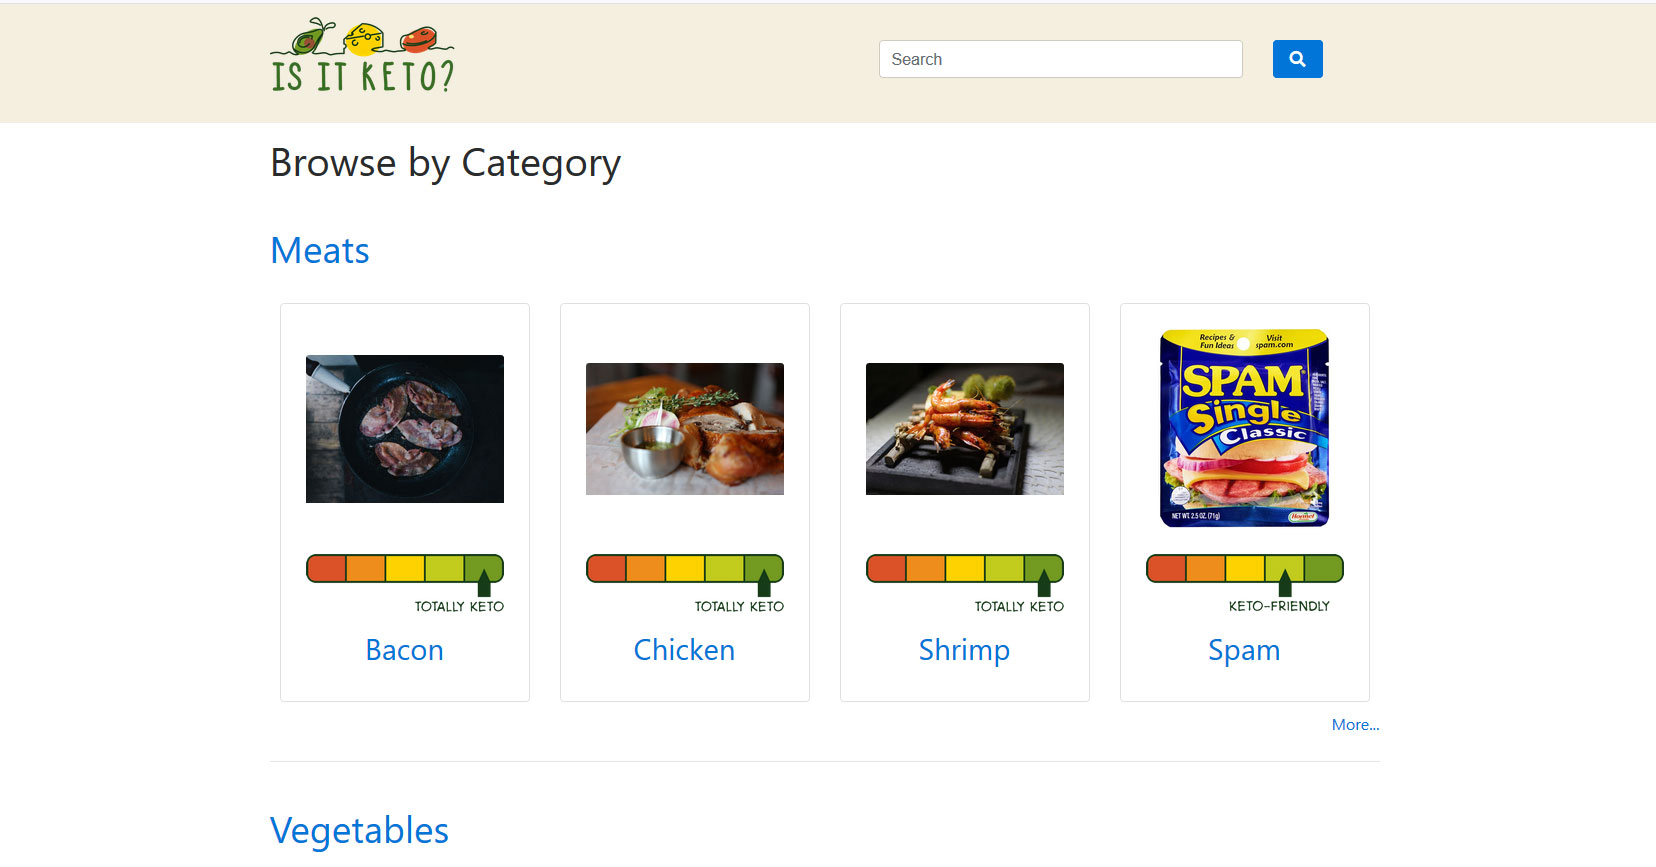 IS IT KETO?
Search
Browse by Category
Meats
Recipes & Fun Ideas
Visit spam.com
SPAM
Single
Classic
NET WT. 2.5 OZ. (71g)
Hormel
TOTALLY KETO
TOTALLY KETO
TOTALLY KETO
KETO-FRIENDLY
Bacon
Chicken
Shrimp
Spam
More...
Vegetables